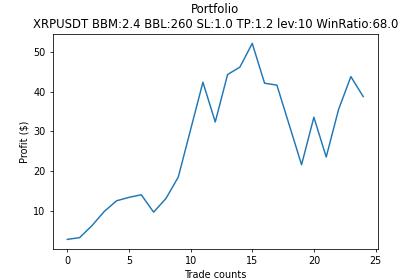 Portfolio
XRPUSDT BBM:2.4 BBL:260 SL:1.0 TP:1.2 lev:10 WinRatio:68.0
50
40
30
20
10
Profit ($)
0 5 10 15 20 25
Trade counts